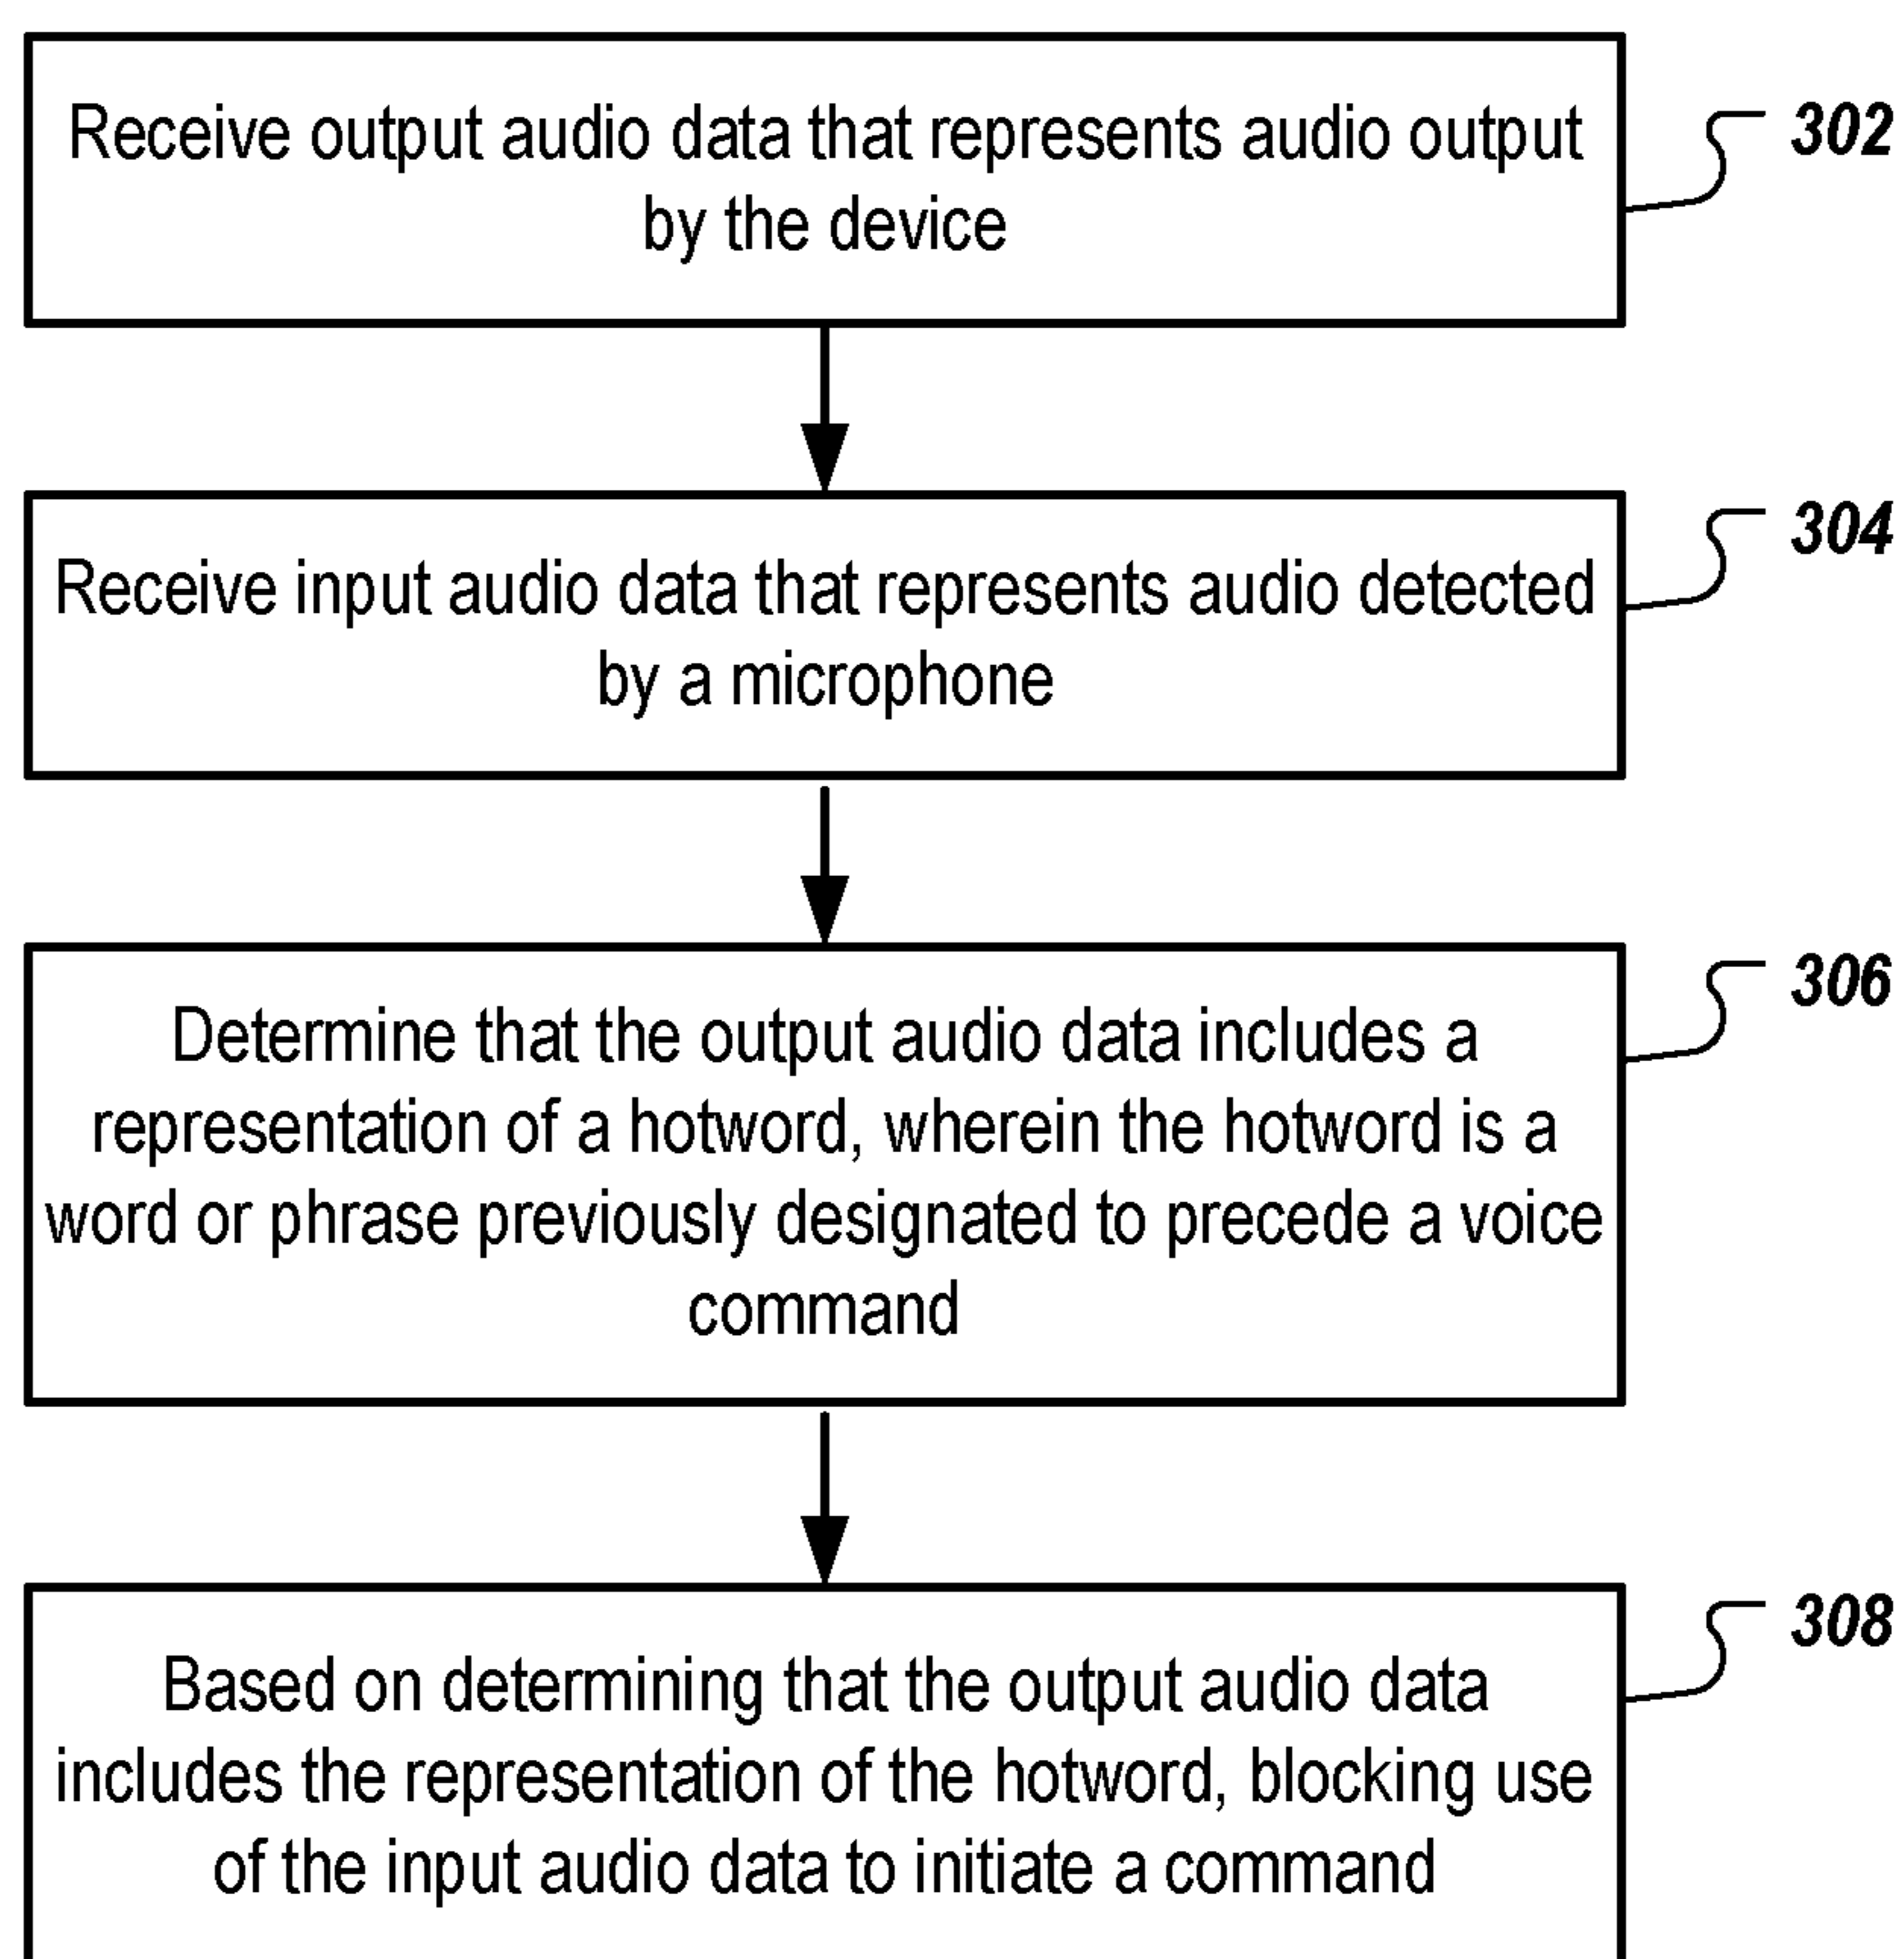 Receive output audio data that represents audio output
by the device
302
Receive input audio data that represents audio detected
by a microphone
304
Determine that the output audio data includes a
representation of a hotword, wherein the hotword is a
word or phrase previously designated to precede a voice
command
306
Based on determining that the output audio data
includes the representation of the hotword, blocking use
of the input audio data to initiate a command
308